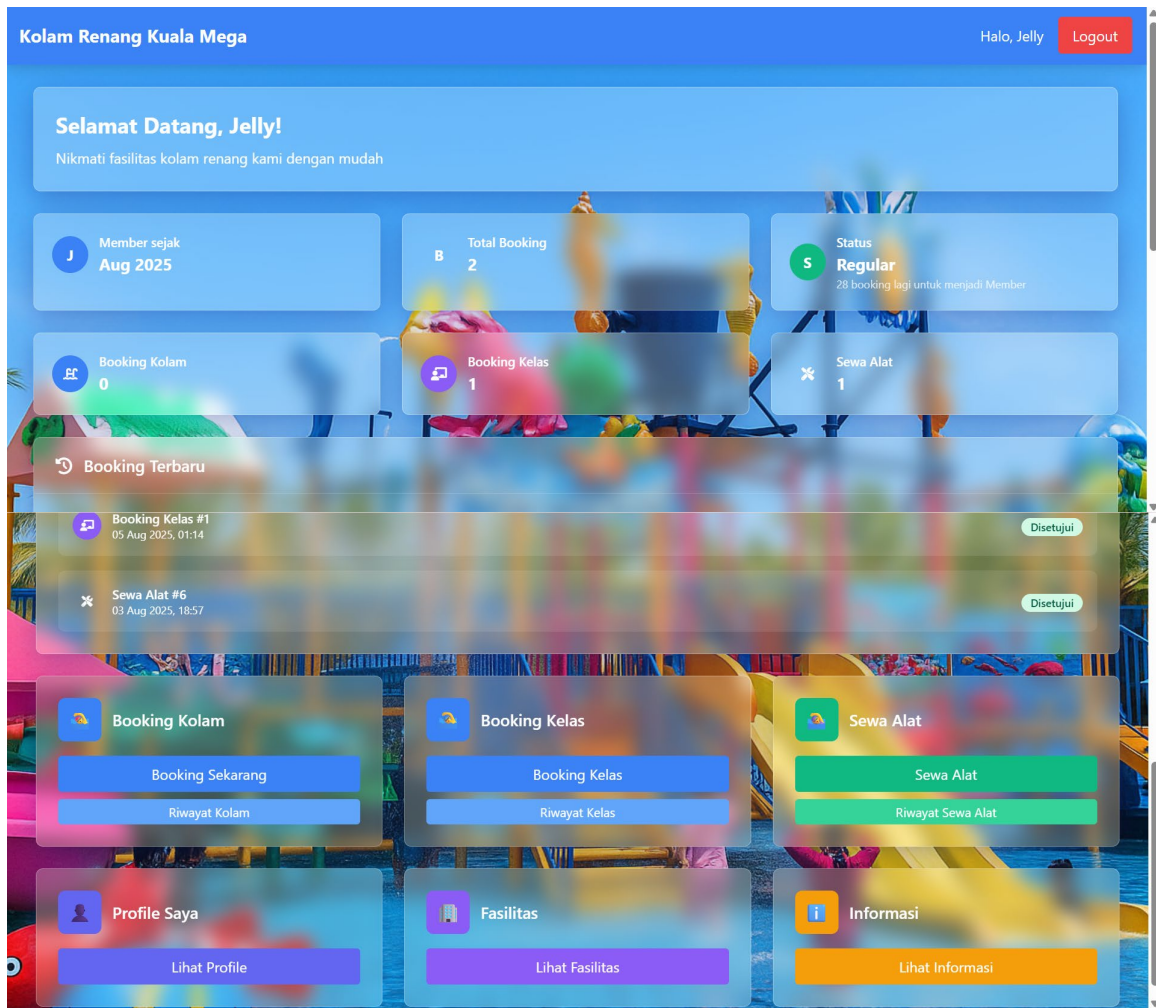 Kolam Renang Kuala Mega
Halo, Jelly
Logout
Selamat Datang, Jelly!
Nikmati fasilitas kolam renang kami dengan mudah
J
Member sejak
Aug 2025
B
Total Booking
2
S
Status
Regular
28 booking lagi untuk menjadi Member
Booking Kolam
0
Booking Kelas
1
Sewa Alat
1
Booking Terbaru
Booking Kelas #1
05 Aug 2025, 01:14
Disetujui
Sewa Alat #6
03 Aug 2025, 18:57
Disetujui
Booking Kolam
Booking Sekarang
Riwayat Kolam
Booking Kelas
Booking Kelas
Riwayat Kelas
Sewa Alat
Sewa Alat
Riwayat Sewa Alat
Profile Saya
Lihat Profile
Fasilitas
Lihat Fasilitas
Informasi
Lihat Informasi